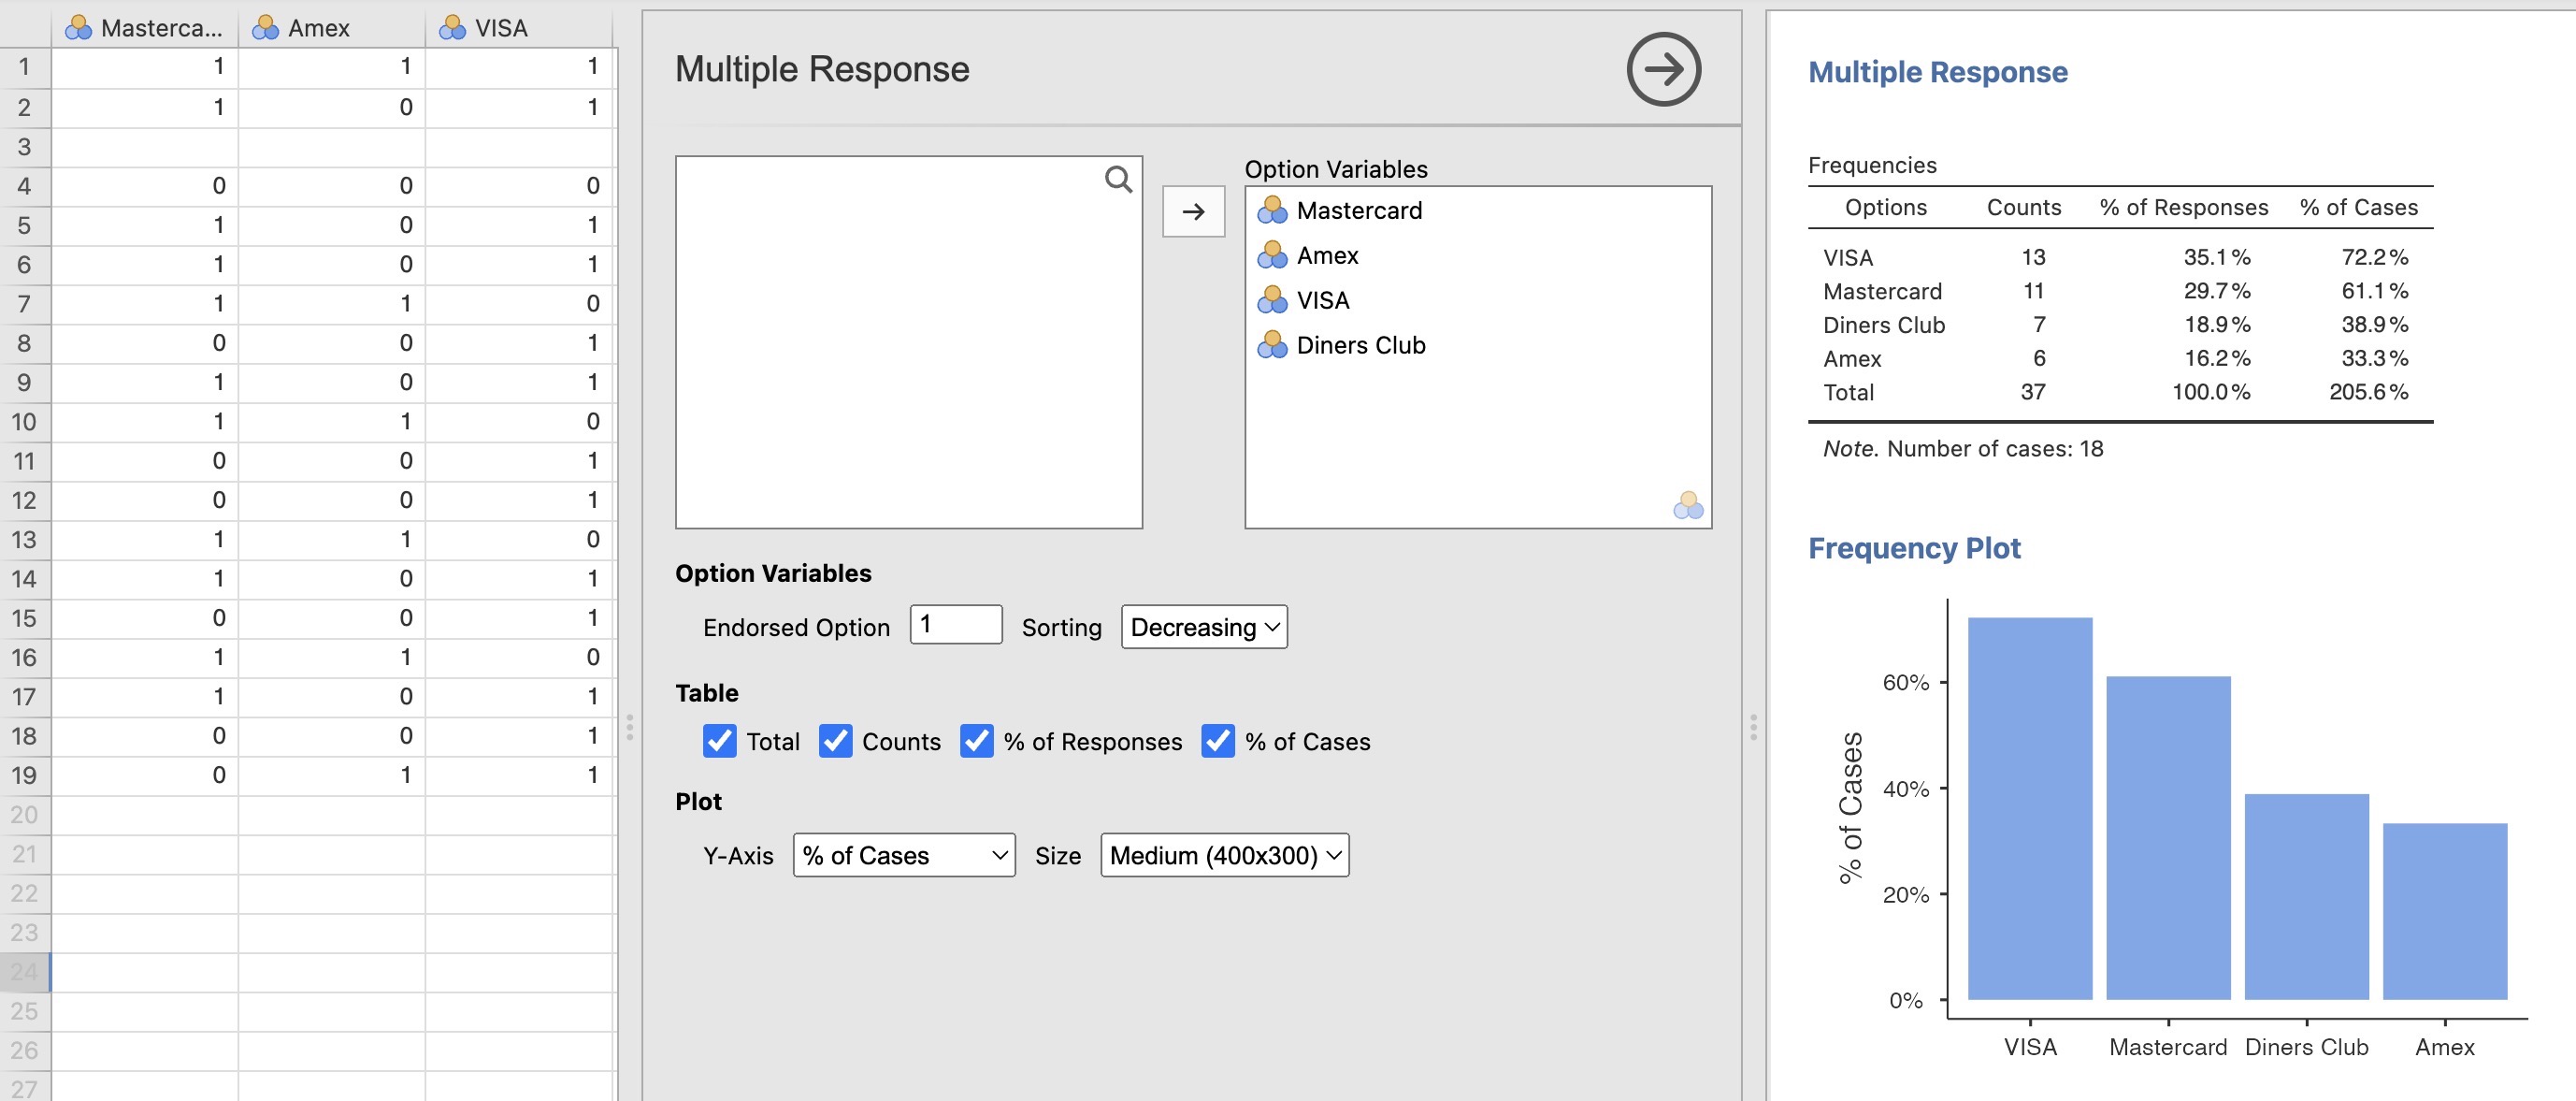 Masterca... Amex VISA
1 1 1 1
2 1 0 1
3
4 0 0 0
5 1 0 1
6 1 0 1
7 1 1 0
8 0 0 1
9 1 0 1
10 1 1 0
11 0 0 1
12 0 0 1
13 1 1 0
14 1 0 1
15 0 0 1
16 1 1 0
17 1 0 1
18 0 0 1
19 0 1 1
20
21
22
23
24
25
26
27
Multiple Response
Option Variables
Mastercard
Amex
VISA
Diners Club
Option Variables
Endorsed Option 1 Sorting Decreasing
Table
Total Counts % of Responses % of Cases
Plot
Y-Axis % of Cases Size Medium (400x300)
Multiple Response
Frequencies
Options Counts % of Responses % of Cases
VISA 13 35.1% 72.2%
Mastercard 11 29.7% 61.1%
Diners Club 7 18.9% 38.9%
Amex 6 16.2% 33.3%
Total 37 100.0% 205.6%
Note. Number of cases: 18
Frequency Plot
% of Cases
60%
40%
20%
0%
VISA Mastercard Diners Club Amex